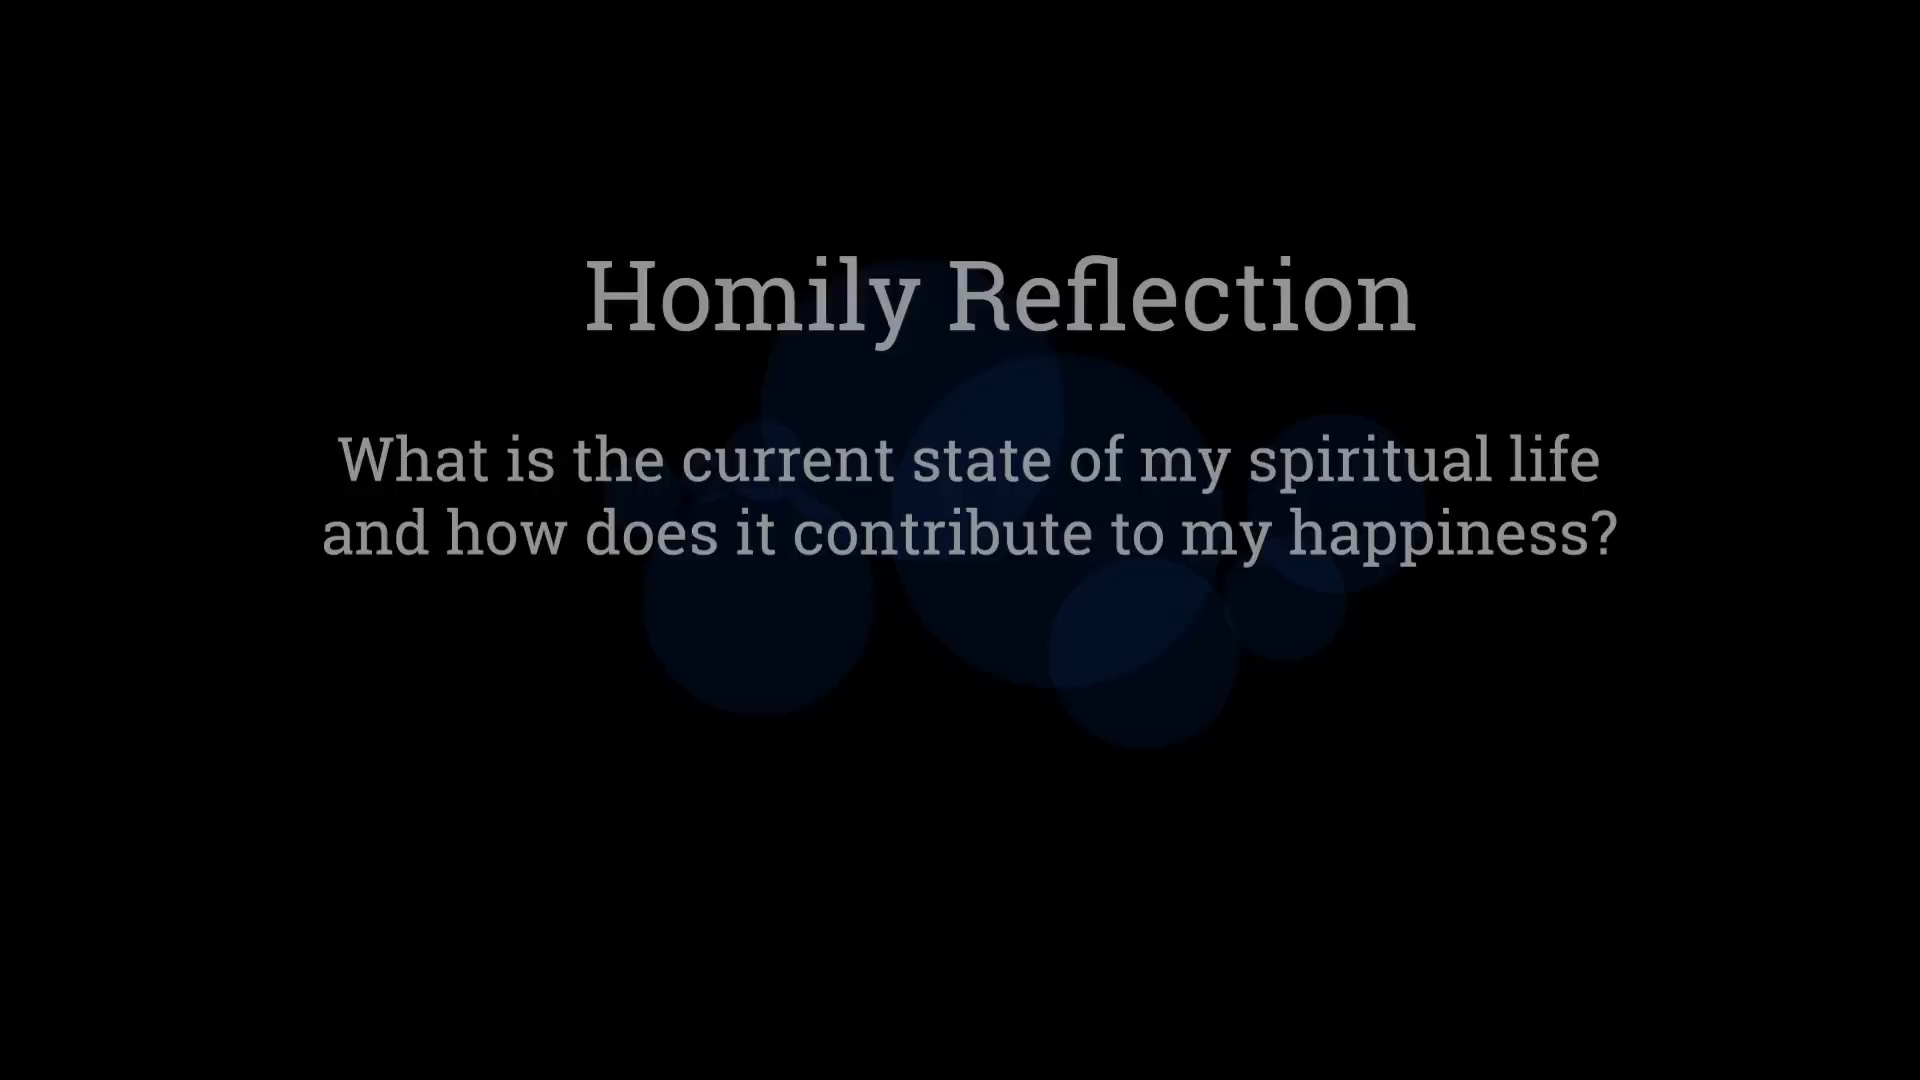 Homily Reflection
What is the current state of my spiritual life
and how does it contribute to my happiness?